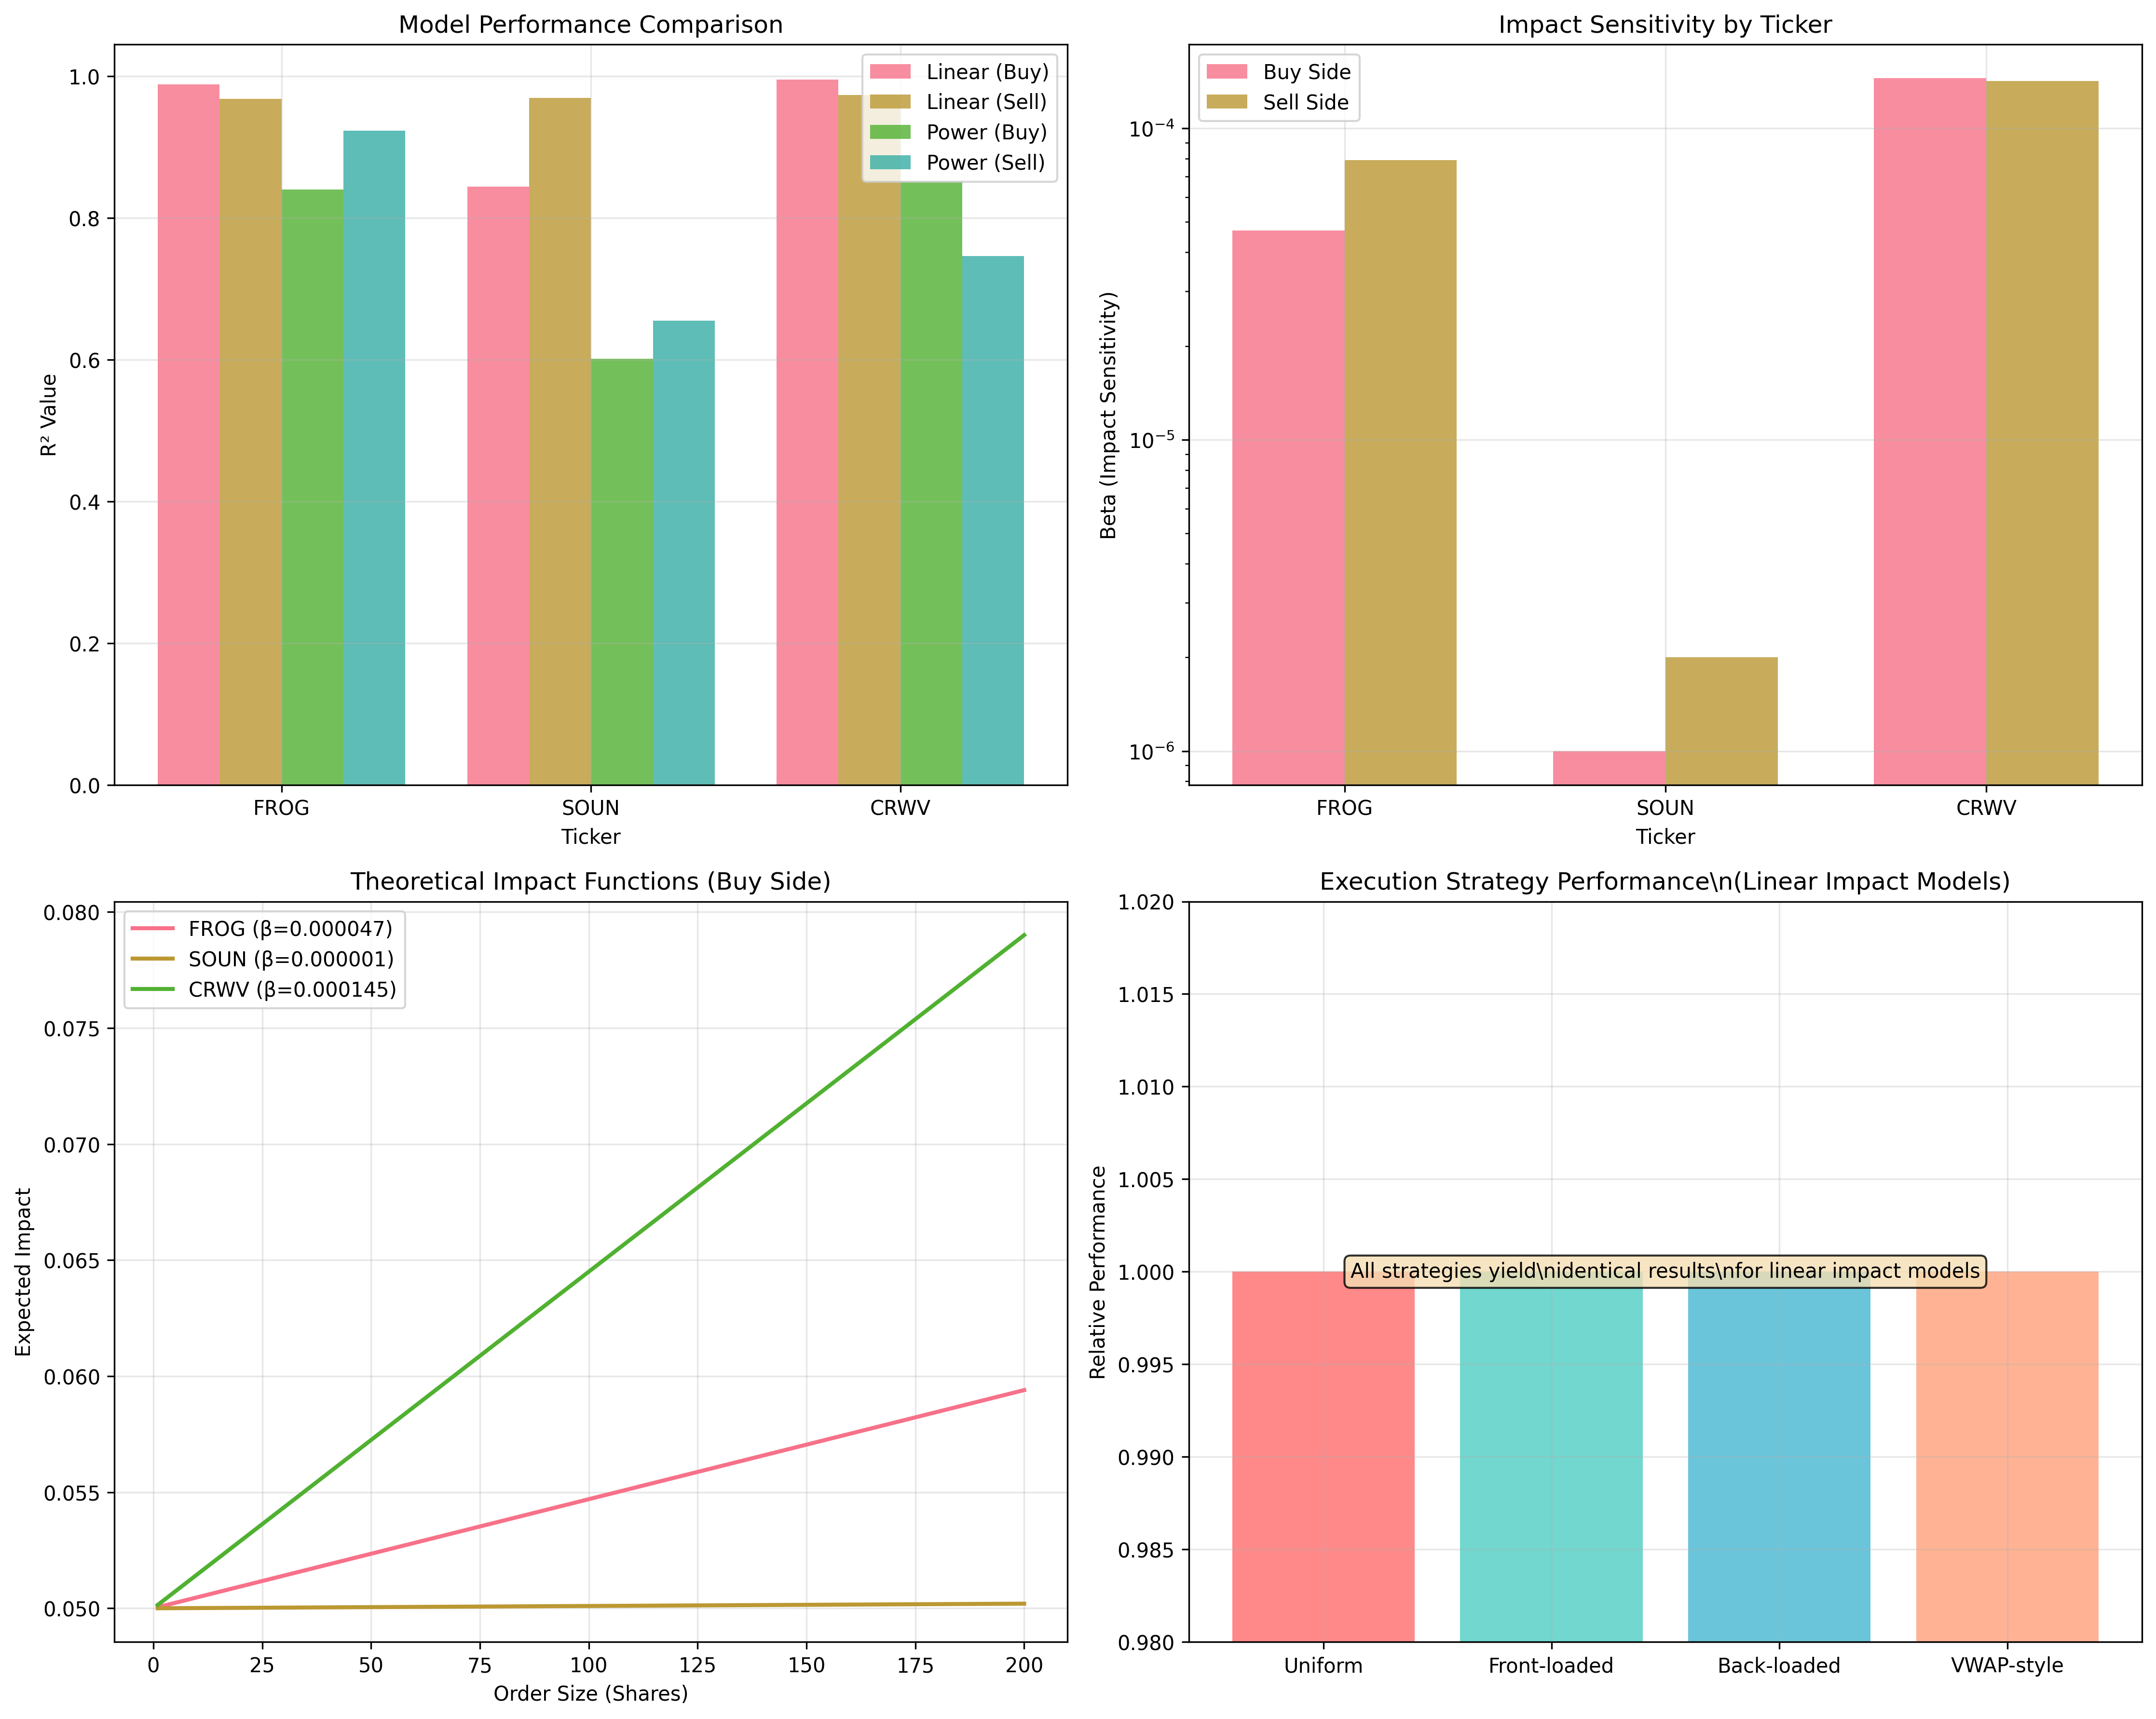 Model Performance Comparison
R² Value
1.0
0.8
0.6
0.4
0.2
0.0
Linear (Buy)
Linear (Sell)
Power (Buy)
Power (Sell)
FROG SOUN CRWV
Ticker
Impact Sensitivity by Ticker
Beta (Impact Sensitivity)
10⁻⁴
10⁻⁵
10⁻⁶
Buy Side
Sell Side
FROG SOUN CRWV
Ticker
Theoretical Impact Functions (Buy Side)
Expected Impact
0.080
0.075
0.070
0.065
0.060
0.055
0.050
FROG (β=0.000047)
SOUN (β=0.000001)
CRWV (β=0.000145)
0 25 50 75 100 125 150 175 200
Order Size (Shares)
Execution Strategy Performance\n(Linear Impact Models)
Relative Performance
1.020
1.015
1.010
1.005
1.000
0.995
0.990
0.985
0.980
All strategies yield\nidentical results\nfor linear impact models
Uniform Front-loaded Back-loaded VWAP-style